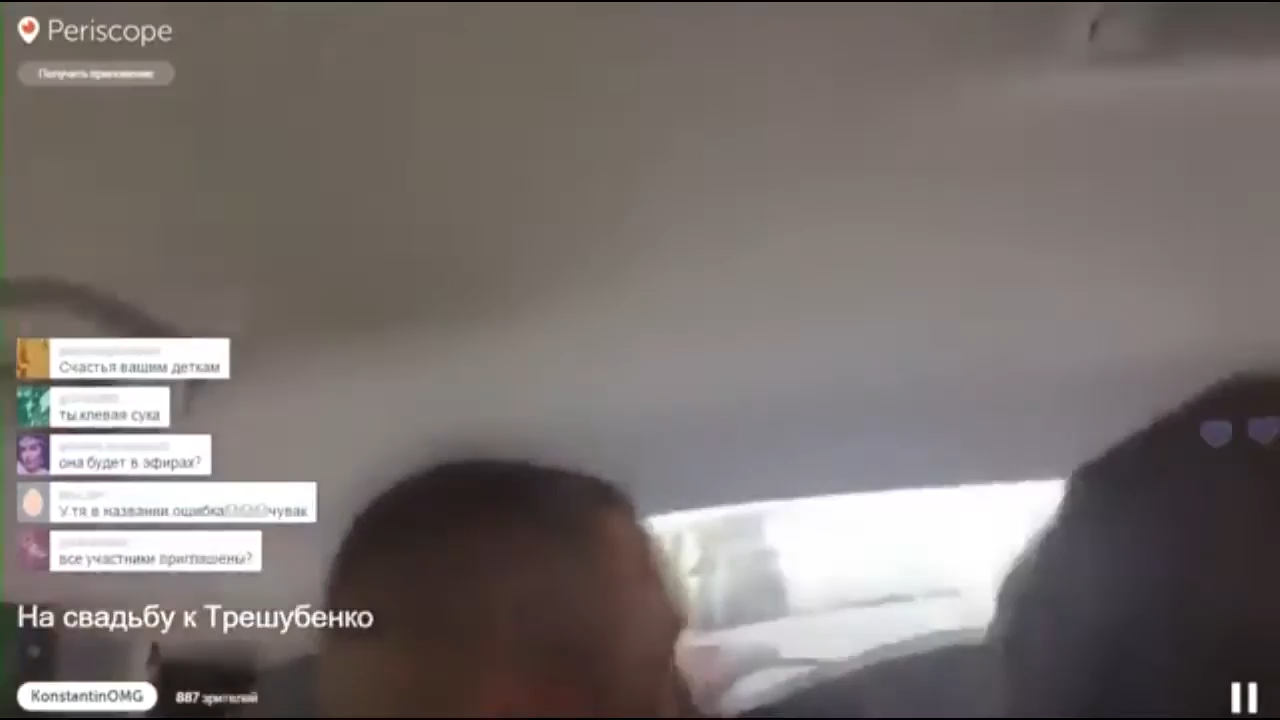 Periscope
Получить приложение
Счастья вашим деткам
ты клевая сука
она будет в эфирах?
У тя в названии ошибка чувак
все участники приглашены?
На свадьбу к Трешубенко
KonstantinOMG
887 зрителей